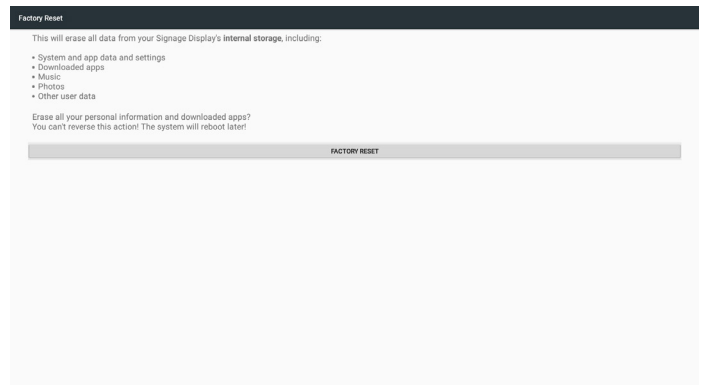 Factory Reset
This will erase all data from your Signage Display's internal storage, including:
• System and app data and settings
• Downloaded apps
• Music
• Photos
• Other user data
Erase all your personal information and downloaded apps?
You can't reverse this action! The system will reboot later!
FACTORY RESET